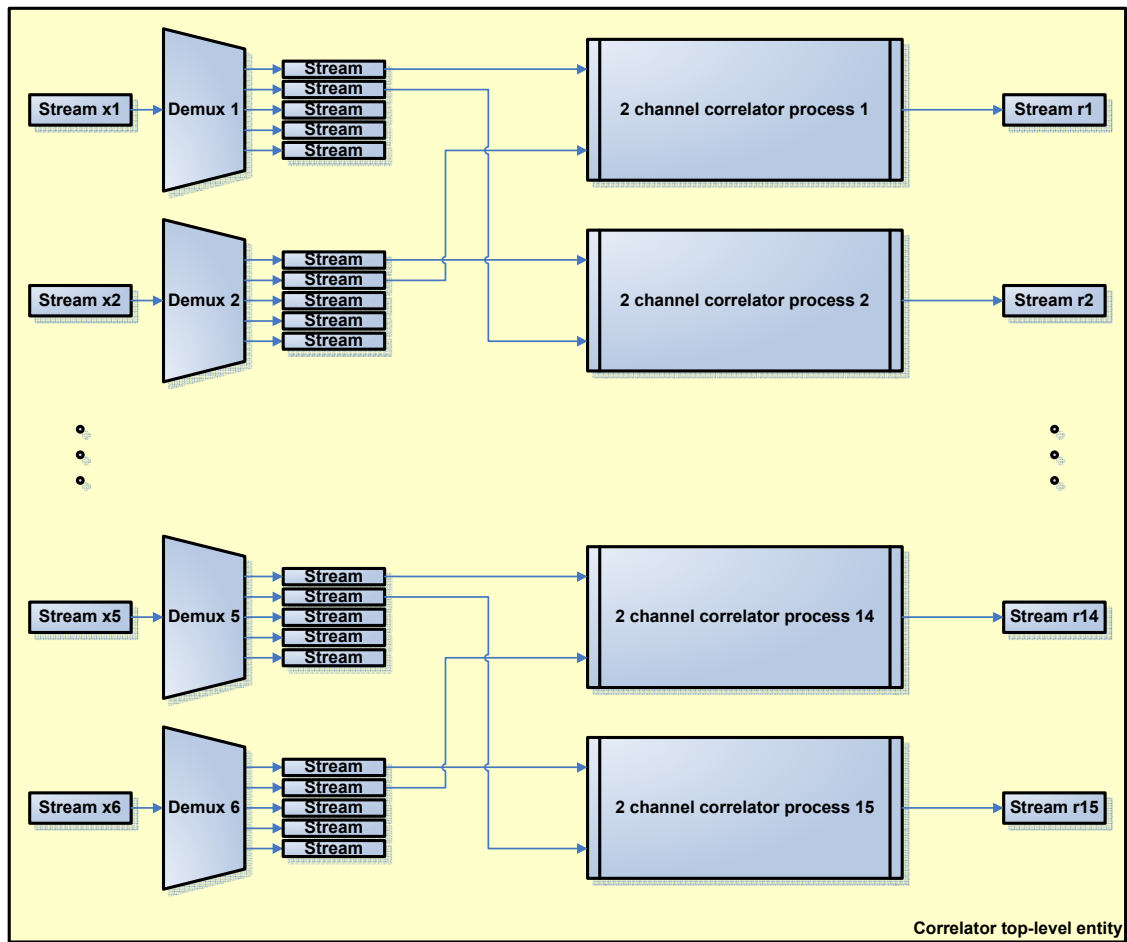 Stream x1
Demux 1
Stream
Stream
Stream
Stream
Stream
2 channel correlator process 1
Stream r1
Stream x2
Demux 2
Stream
Stream
Stream
Stream
Stream
2 channel correlator process 2
Stream r2
Stream x5
Demux 5
Stream
Stream
Stream
Stream
Stream
2 channel correlator process 14
Stream r14
Stream x6
Demux 6
Stream
Stream
Stream
Stream
Stream
2 channel correlator process 15
Stream r15
Correlator top-level entity